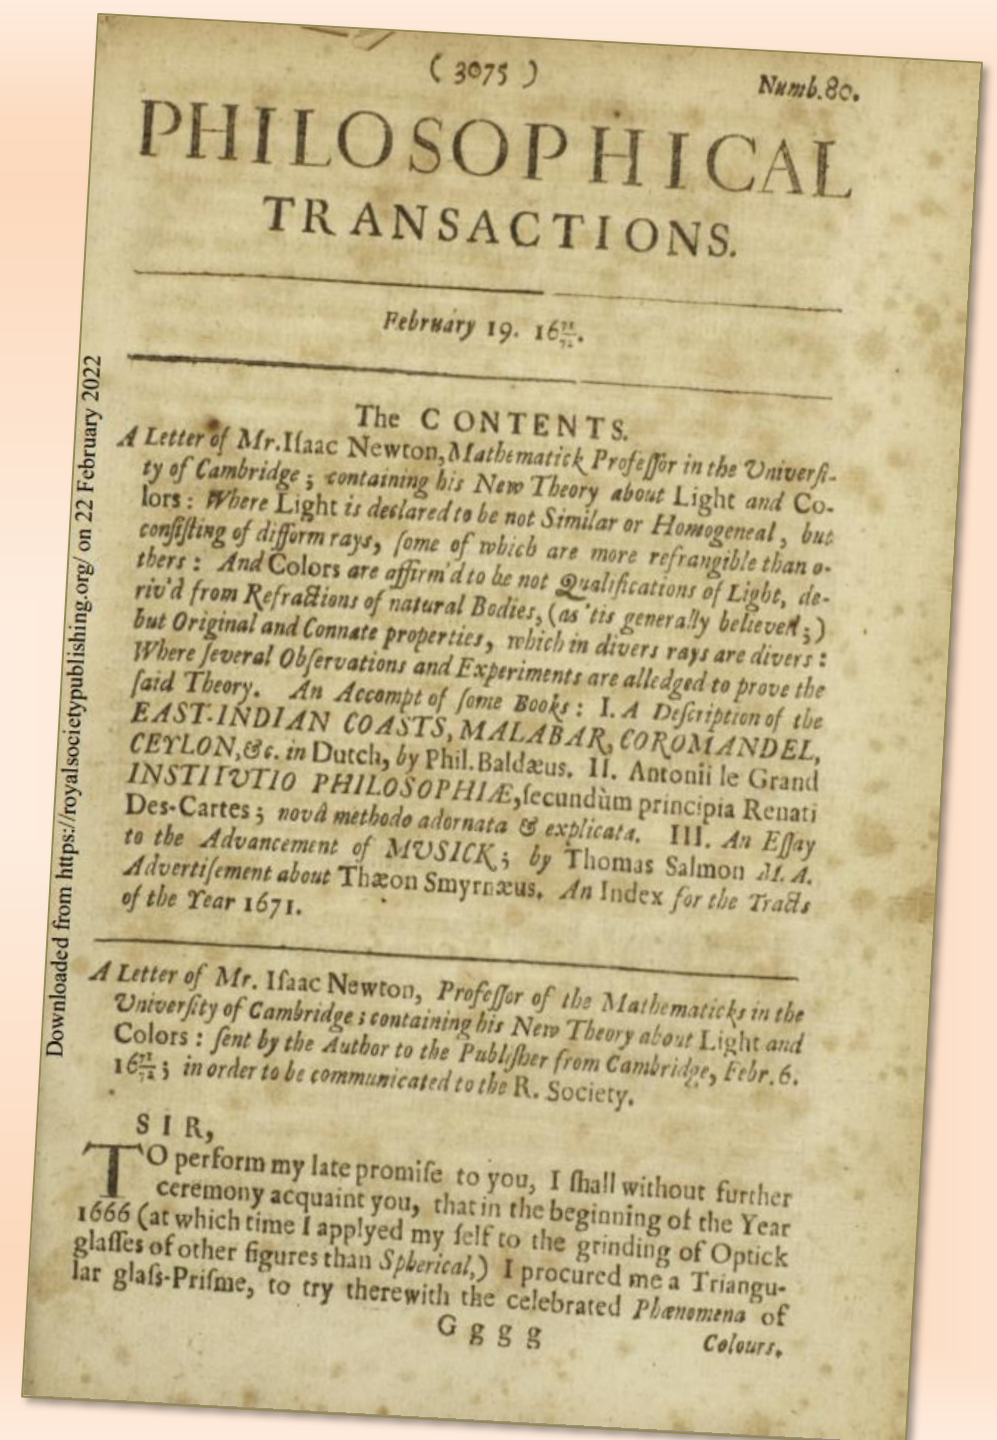 ( 3075 )
Numb.80.
PHILOSOPHICAL
TRANSACTIONS.
February 19. 16 71/72.
The CONTENTS.
A Letter of Mr.Iſaac Newton, Mathematick Profeſſor in the Univerſi-
ty of Cambridge ; containing his New Theory about Light and Co-
lors : Where Light is declared to be not Similar or Homogeneal, but
conſiſting of difform rays, ſome of which are more refrangible than o-
thers : And Colors are affirm'd to be not Qualifications of Light, de-
riv'd from Refractions of natural Bodies, (as 'tis generally believed ;)
but Original and Connate properties, which in divers rays are divers :
Where ſeveral Obſervations and Experiments are alledged to prove the
ſaid Theory. An Accompt of ſome Books : I. A Deſcription of the
EAST-INDIAN COASTS, MALABAR, COROMANDEL,
CEYLON, &c. in Dutch, by Phil.Baldæus. II. Antonii le Grand
INSTITVTIO PHILOSOPHIÆ, ſecundùm principia Renati
Des-Cartes ; novâ methodo adornata & explicata. III. An Eſſay
to the Advancement of MVSICK ; by Thomas Salmon M. A.
Advertiſement about Thæon Smyrnæus. An Index for the Tracts
of the Year 1671.
A Letter of Mr. Iſaac Newton, Profeſſor of the Mathematicks in the
Univerſity of Cambridge ; containing his New Theory about Light and
Colors : ſent by the Author to the Publiſher from Cambridge, Febr. 6.
16 71/72 ; in order to be communicated to the R. Society.
SIR,
TO perform my late promiſe to you, I ſhall without further
ceremony acquaint you, that in the beginning of the Year
1666 (at which time I applyed my ſelf to the grinding of Optick
glaſſes of other figures than Spherical,) I procured me a Triangu-
lar glaſs-Priſme, to try therewith the celebrated Phænomena of
G g g g
Colours.
Downloaded from https://royalsocietypublishing.org/ on 22 February 2022